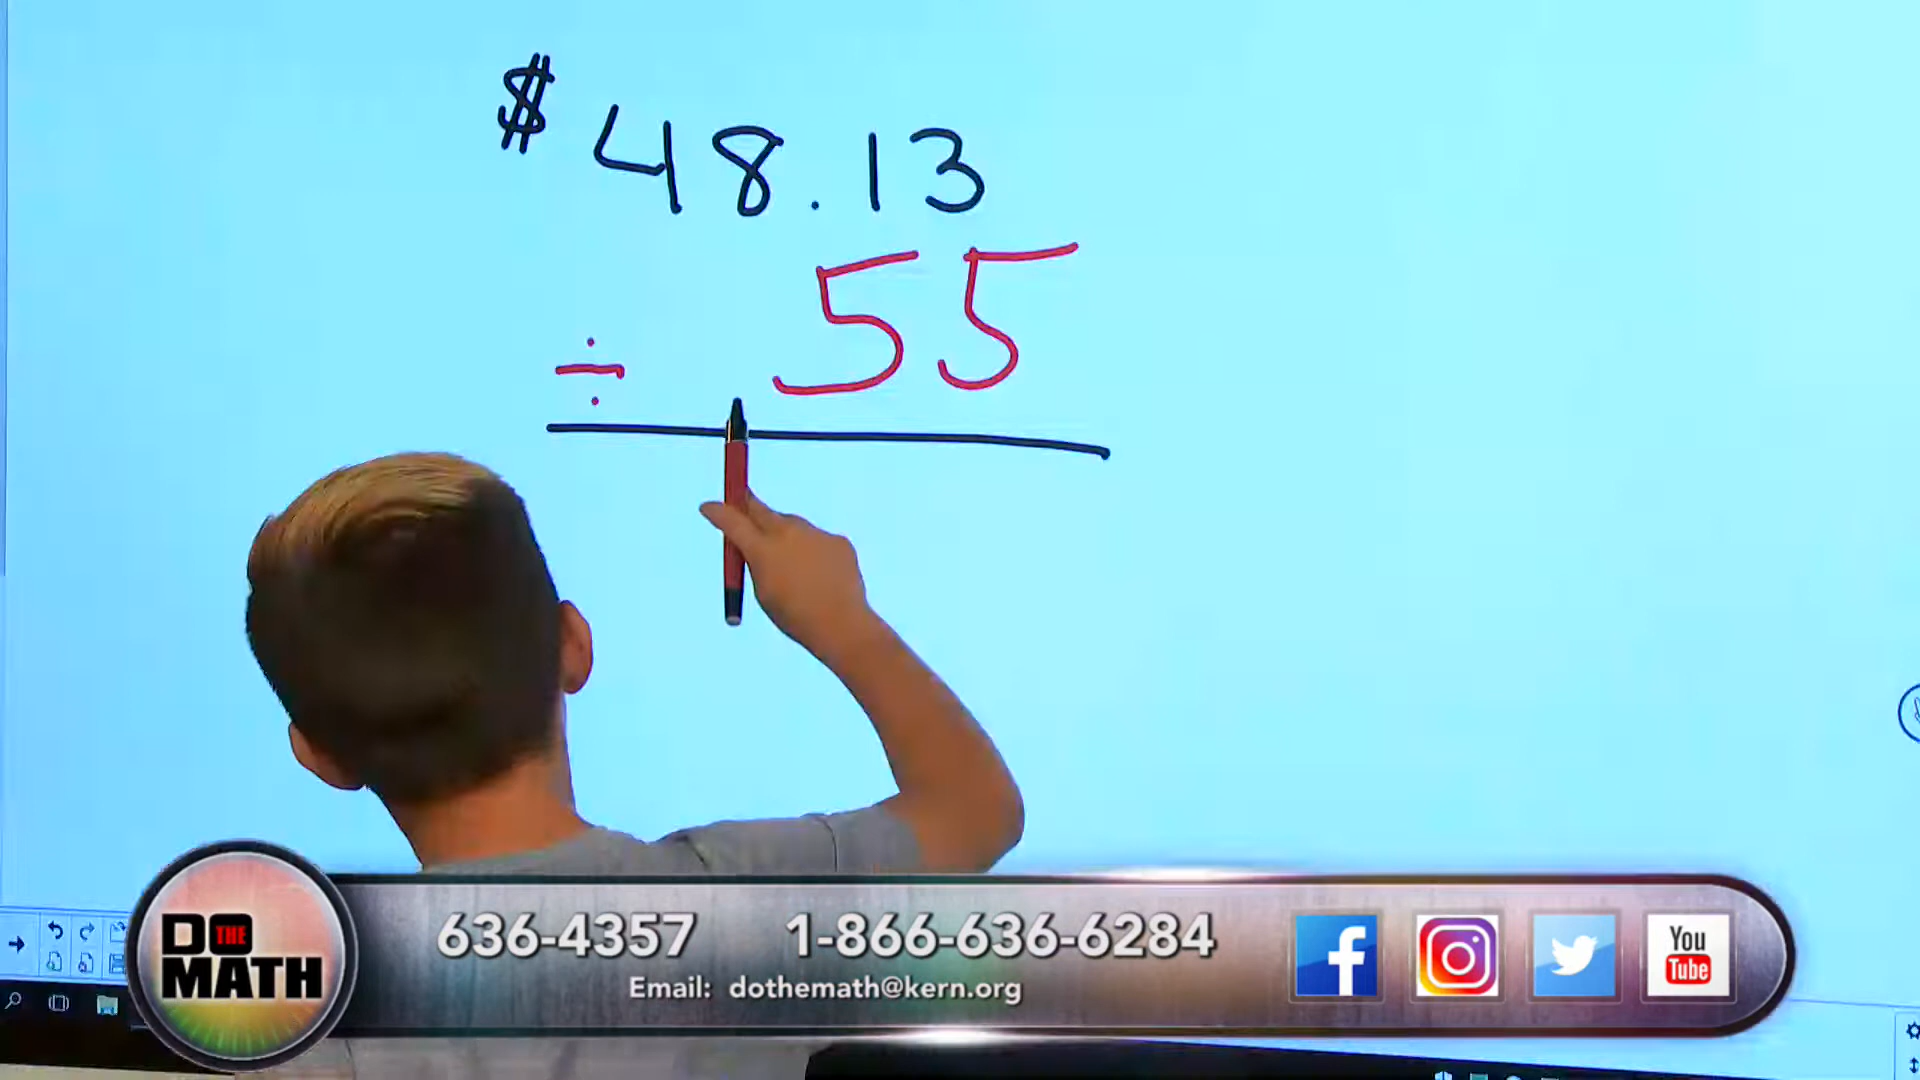 $48.13
÷ 55
DO THE MATH
636-4357 1-866-636-6284
Email: dothemath@kern.org
f
You Tube